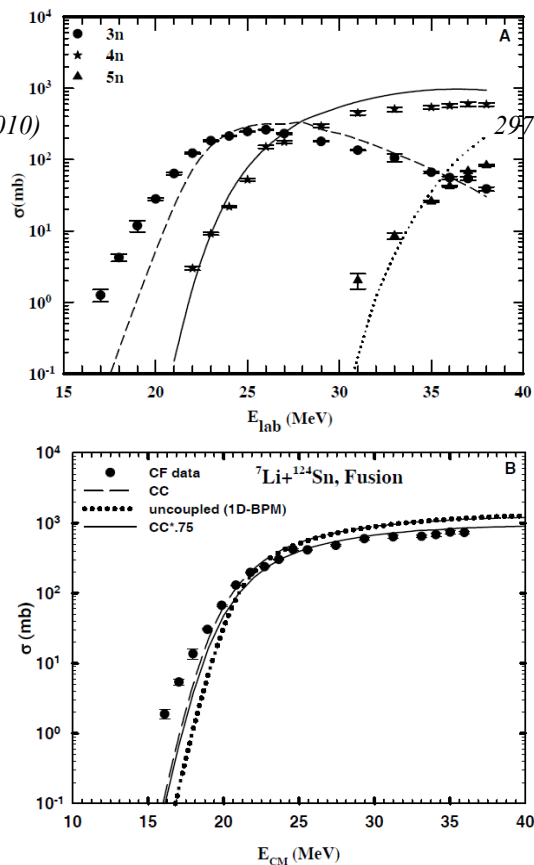 10⁴
3n
A
4n
5n
10³
010)
297
10²
σ(mb)
10¹
10⁰
10⁻¹
15 20 25 30 35 40
E_lab (MeV)
10⁴
CF data
⁷Li+¹²⁴Sn, Fusion
B
CC
uncoupled (1D-BPM)
10³
CC*.75
10²
σ (mb)
10¹
10⁰
10⁻¹
10 15 20 25 30 35 40
E_CM (MeV)